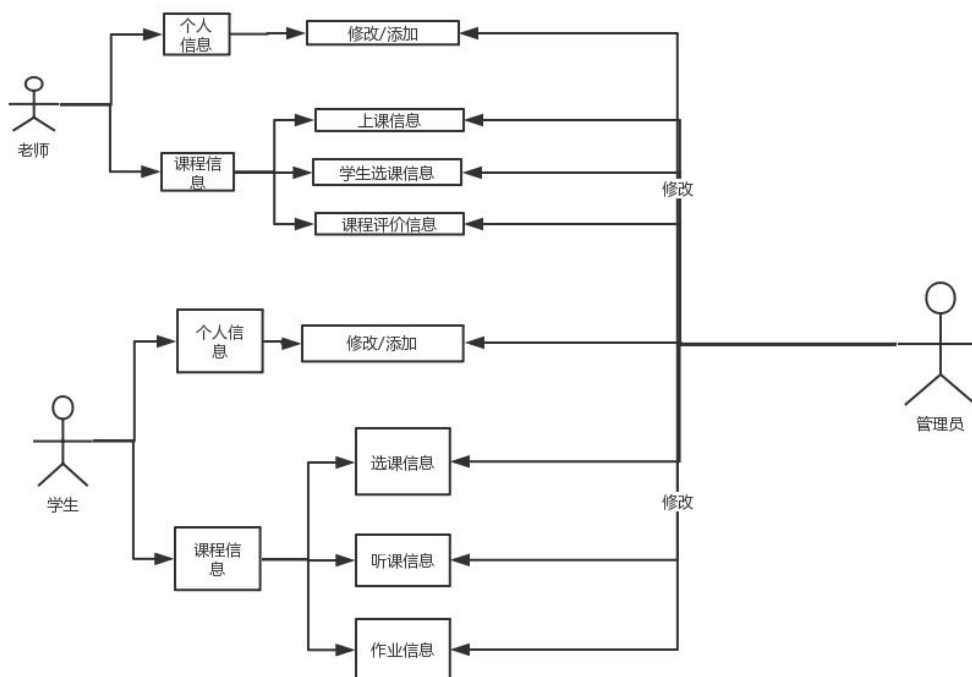 个人
信息
修改/添加
老师
上课信息
课程信
息
学生选课信息
修改
课程评价信息
个人信
息
修改/添加
管理员
学生
选课信息
修改
课程信
息
听课信息
作业信息